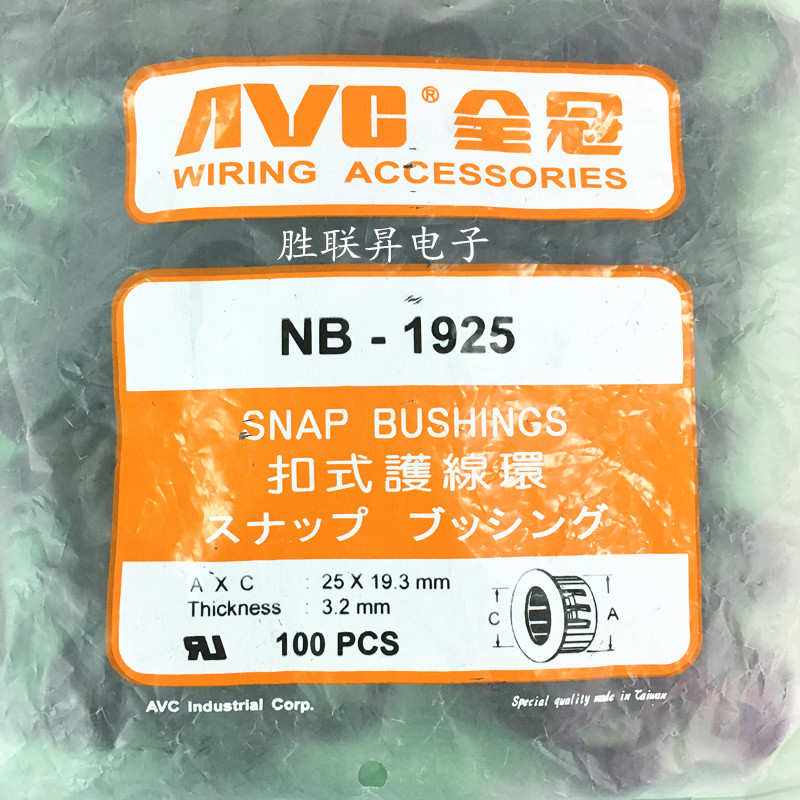 AVC® 全冠
WIRING ACCESSORIES
胜联昇电子
NB - 1925
SNAP BUSHINGS
扣式護線環
スナップ ブッシング
A X C : 25 X 19.3 mm
Thickness : 3.2 mm
RU 100 PCS
C A
AVC Industrial Corp.
Special quality made in Taiwan